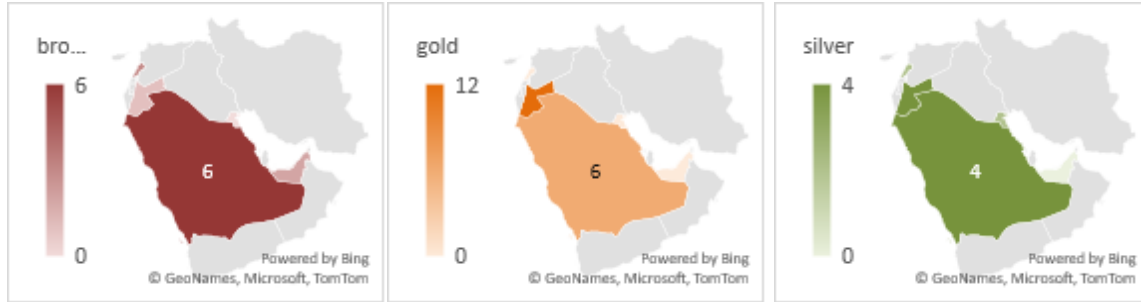 bro...
6
0
6
Powered by Bing
© GeoNames, Microsoft, TomTom
gold
12
0
6
Powered by Bing
© GeoNames, Microsoft, TomTom
silver
4
0
4
Powered by Bing
© GeoNames, Microsoft, TomTom